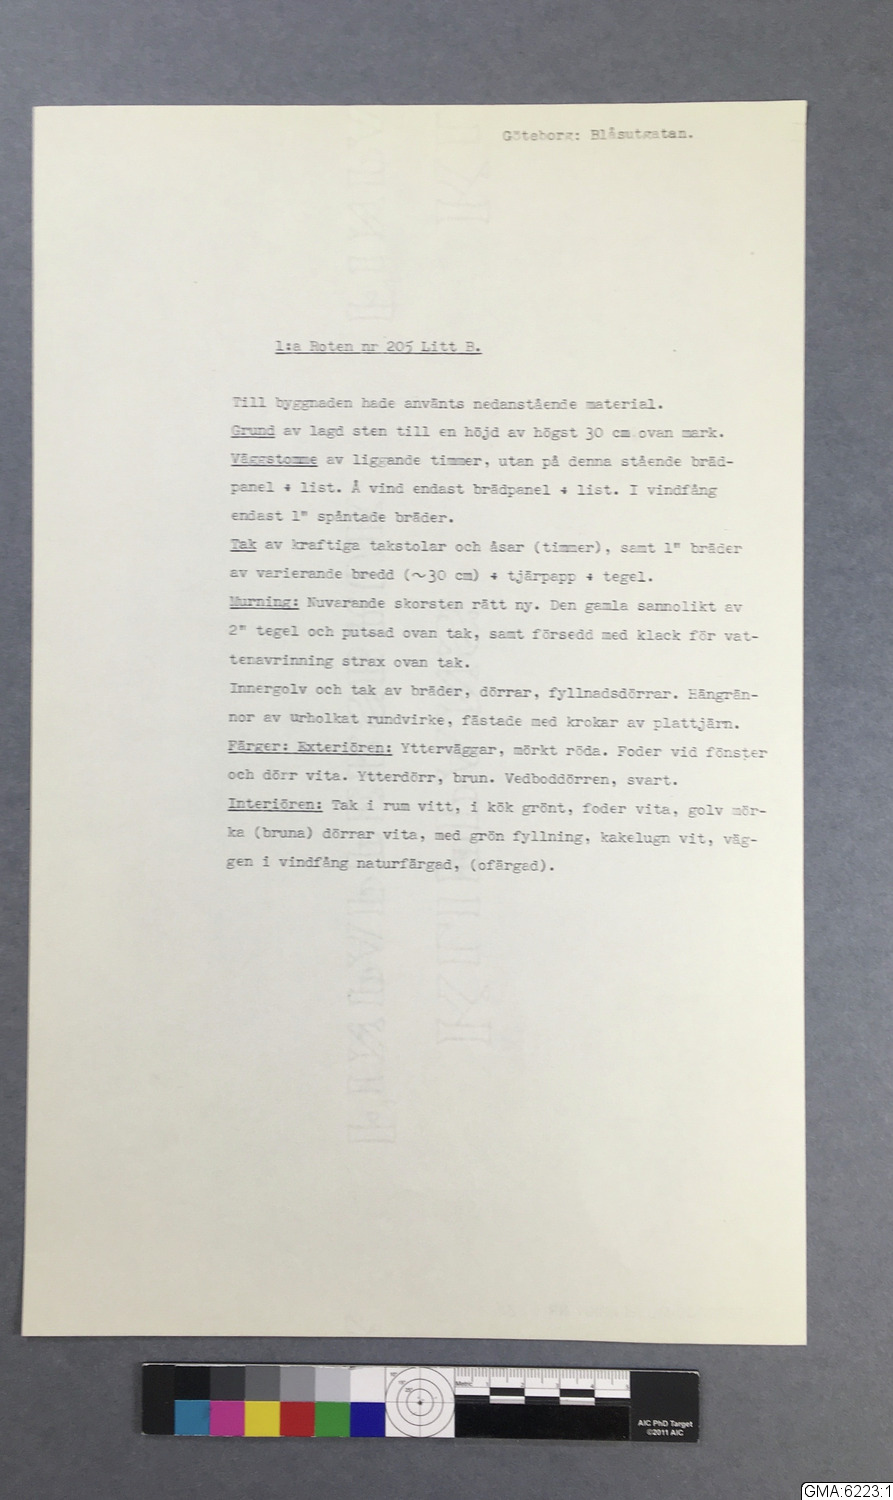 Göteborg: Blåsutgatan.
1:a Roten nr 205 Litt B.
Till byggnaden hade använts nedanstående material.
Grund av lagd sten till en höjd av högst 30 cm ovan mark.
Väggstomme av liggande timmer, utan på denna stående bräd-
panel + list. Å vind endast brädpanel + list. I vindfång
endast 1" spåntade bräder.
Tak av kraftiga takstolar och åsar (timmer), samt 1" bräder
av varierande bredd (~30 cm) + tjärpapp + tegel.
Murning: Nuvarande skorsten rätt ny. Den gamla sannolikt av
2" tegel och putsad ovan tak, samt försedd med klack för vat-
tenavrinning strax ovan tak.
Innergolv och tak av bräder, dörrar, fyllnadsdörrar. Hängrän-
nor av urholkat rundvirke, fästade med krokar av plattjärn.
Färger: Exteriören: Ytterväggar, mörkt röda. Foder vid fönster
och dörr vita. Ytterdörr, brun. Vedboddörren, svart.
Interiören: Tak i rum vitt, i kök grönt, foder vita, golv mör-
ka (bruna) dörrar vita, med grön fyllning, kakelugn vit, väg-
gen i vindfång naturfärgad, (ofärgad).
Metric 1 2 3 4 5
AIC PhD Target
©2011 AIC
GMA:6223:1